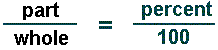 part percent
whole = 100